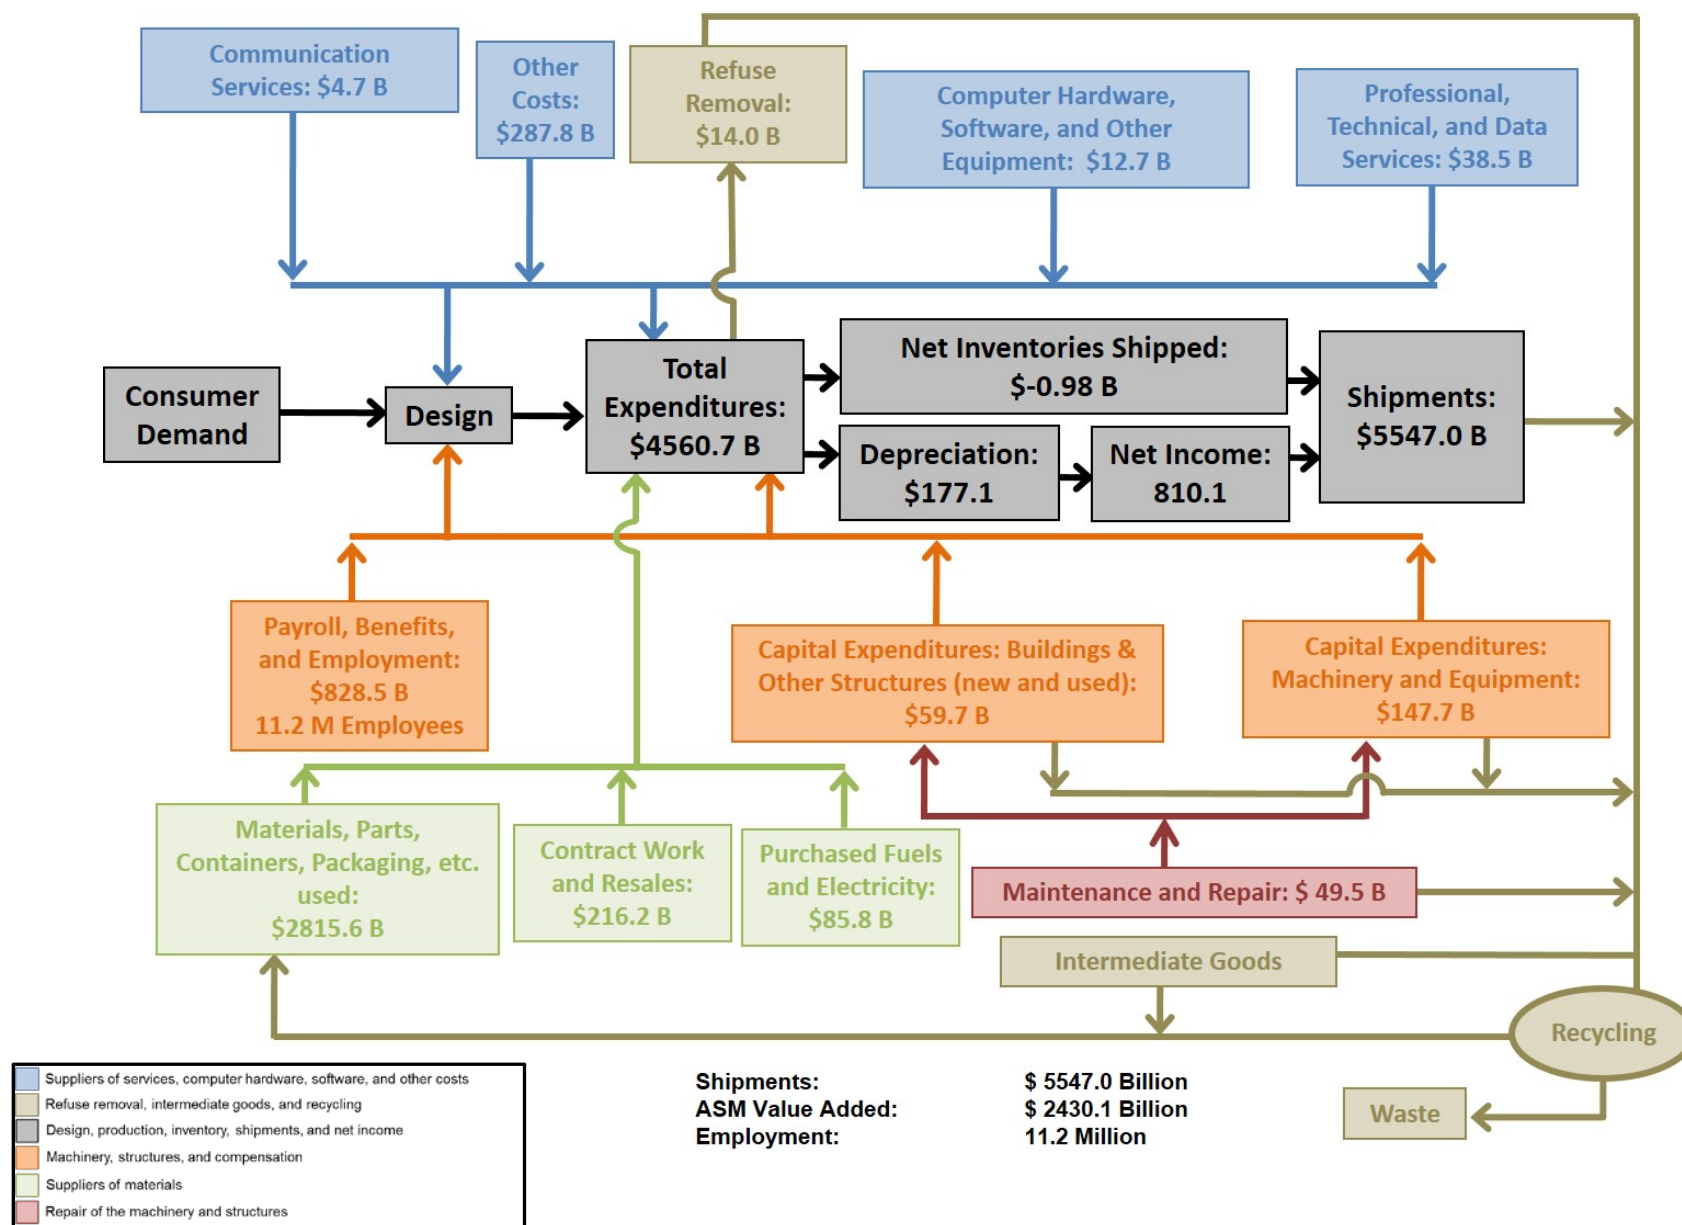 Communication
Services: $4.7 B
Other
Costs:
$287.8 B
Refuse
Removal:
$14.0 B
Computer Hardware,
Software, and Other
Equipment:  $12.7 B
Professional,
Technical, and Data
Services: $38.5 B
Consumer
Demand
Design
Total
Expenditures:
$4560.7 B
Net Inventories Shipped:
$-0.98 B
Depreciation:
$177.1
Net Income:
810.1
Shipments:
$5547.0 B
Payroll, Benefits,
and Employment:
$828.5 B
11.2 M Employees
Capital Expenditures: Buildings &
Other Structures (new and used):
$59.7 B
Capital Expenditures:
Machinery and Equipment:
$147.7 B
Materials, Parts,
Containers, Packaging, etc.
used:
$2815.6 B
Contract Work
and Resales:
$216.2 B
Purchased Fuels
and Electricity:
$85.8 B
Maintenance and Repair: $ 49.5 B
Intermediate Goods
Recycling
Waste
Suppliers of services, computer hardware, software, and other costs
Refuse removal, intermediate goods, and recycling
Design, production, inventory, shipments, and net income
Machinery, structures, and compensation
Suppliers of materials
Repair of the machinery and structures
Shipments: $ 5547.0 Billion
ASM Value Added: $ 2430.1 Billion
Employment: 11.2 Million